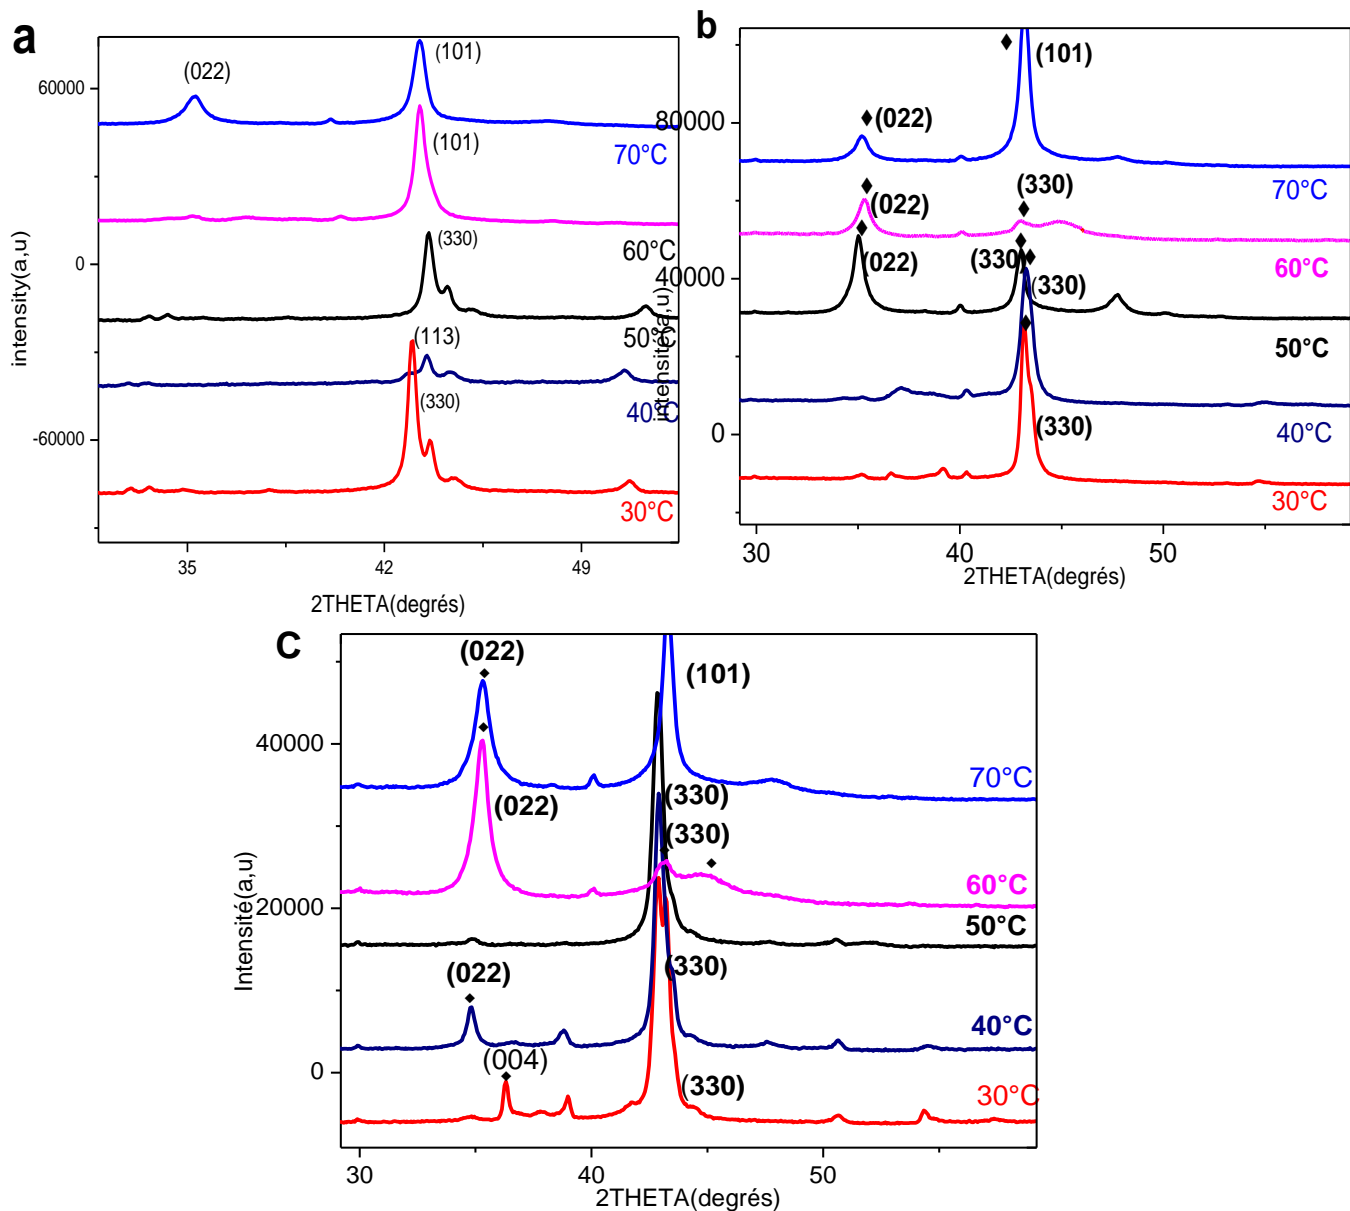 a
(022)
(101)
60000
(101)
70°C
(330)
0
60°C
(113)
50°C
(330)
40°C
-60000
30°C
35
42
49
intensity(a,u)
2THETA(degrés)
b
(101)
80000
(022)
(330)
70°C
(022)
(022)
(330)
60°C
40000
(330)
50°C
0
(330)
40°C
30°C
30
40
50
intensité(a,u)
2THETA(degrés)
c
(022)
(101)
40000
70°C
(022)
(330)
(330)
60°C
20000
50°C
(022)
(330)
40°C
(004)
0
(330)
30°C
30
40
50
Intensité(a,u)
2THETA(degrés)